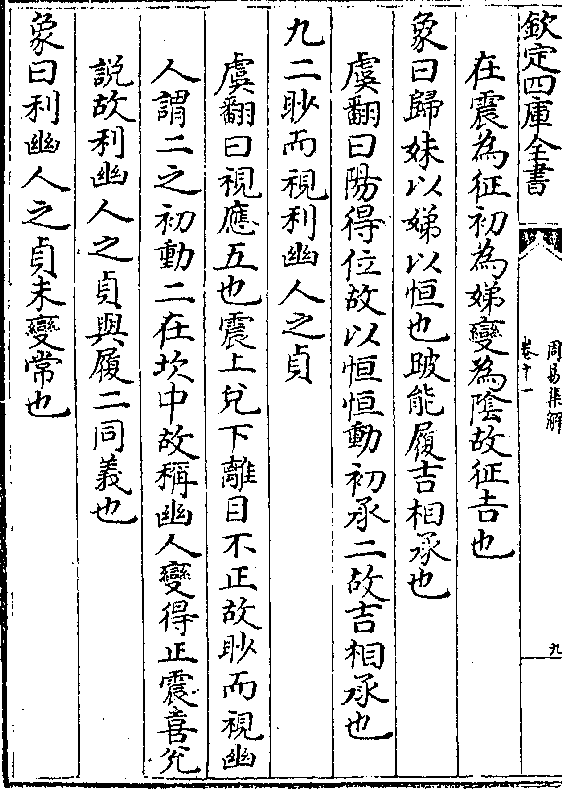 欽定四庫全書
周易集解
卷十一
九
在震為征初為娣變為陰故征吉也
象曰歸妹以娣以恒也跛能履吉相承也
虞翻曰陽得位故以恒恒動初承二故吉相承也
九二眇而視利幽人之貞
虞翻曰視應五也震上兌下離目不正故眇而視幽
人謂二之初動二在坎中故稱幽人變得正震喜兌
說故利幽人之貞與履二同義也
象曰利幽人之貞未變常也